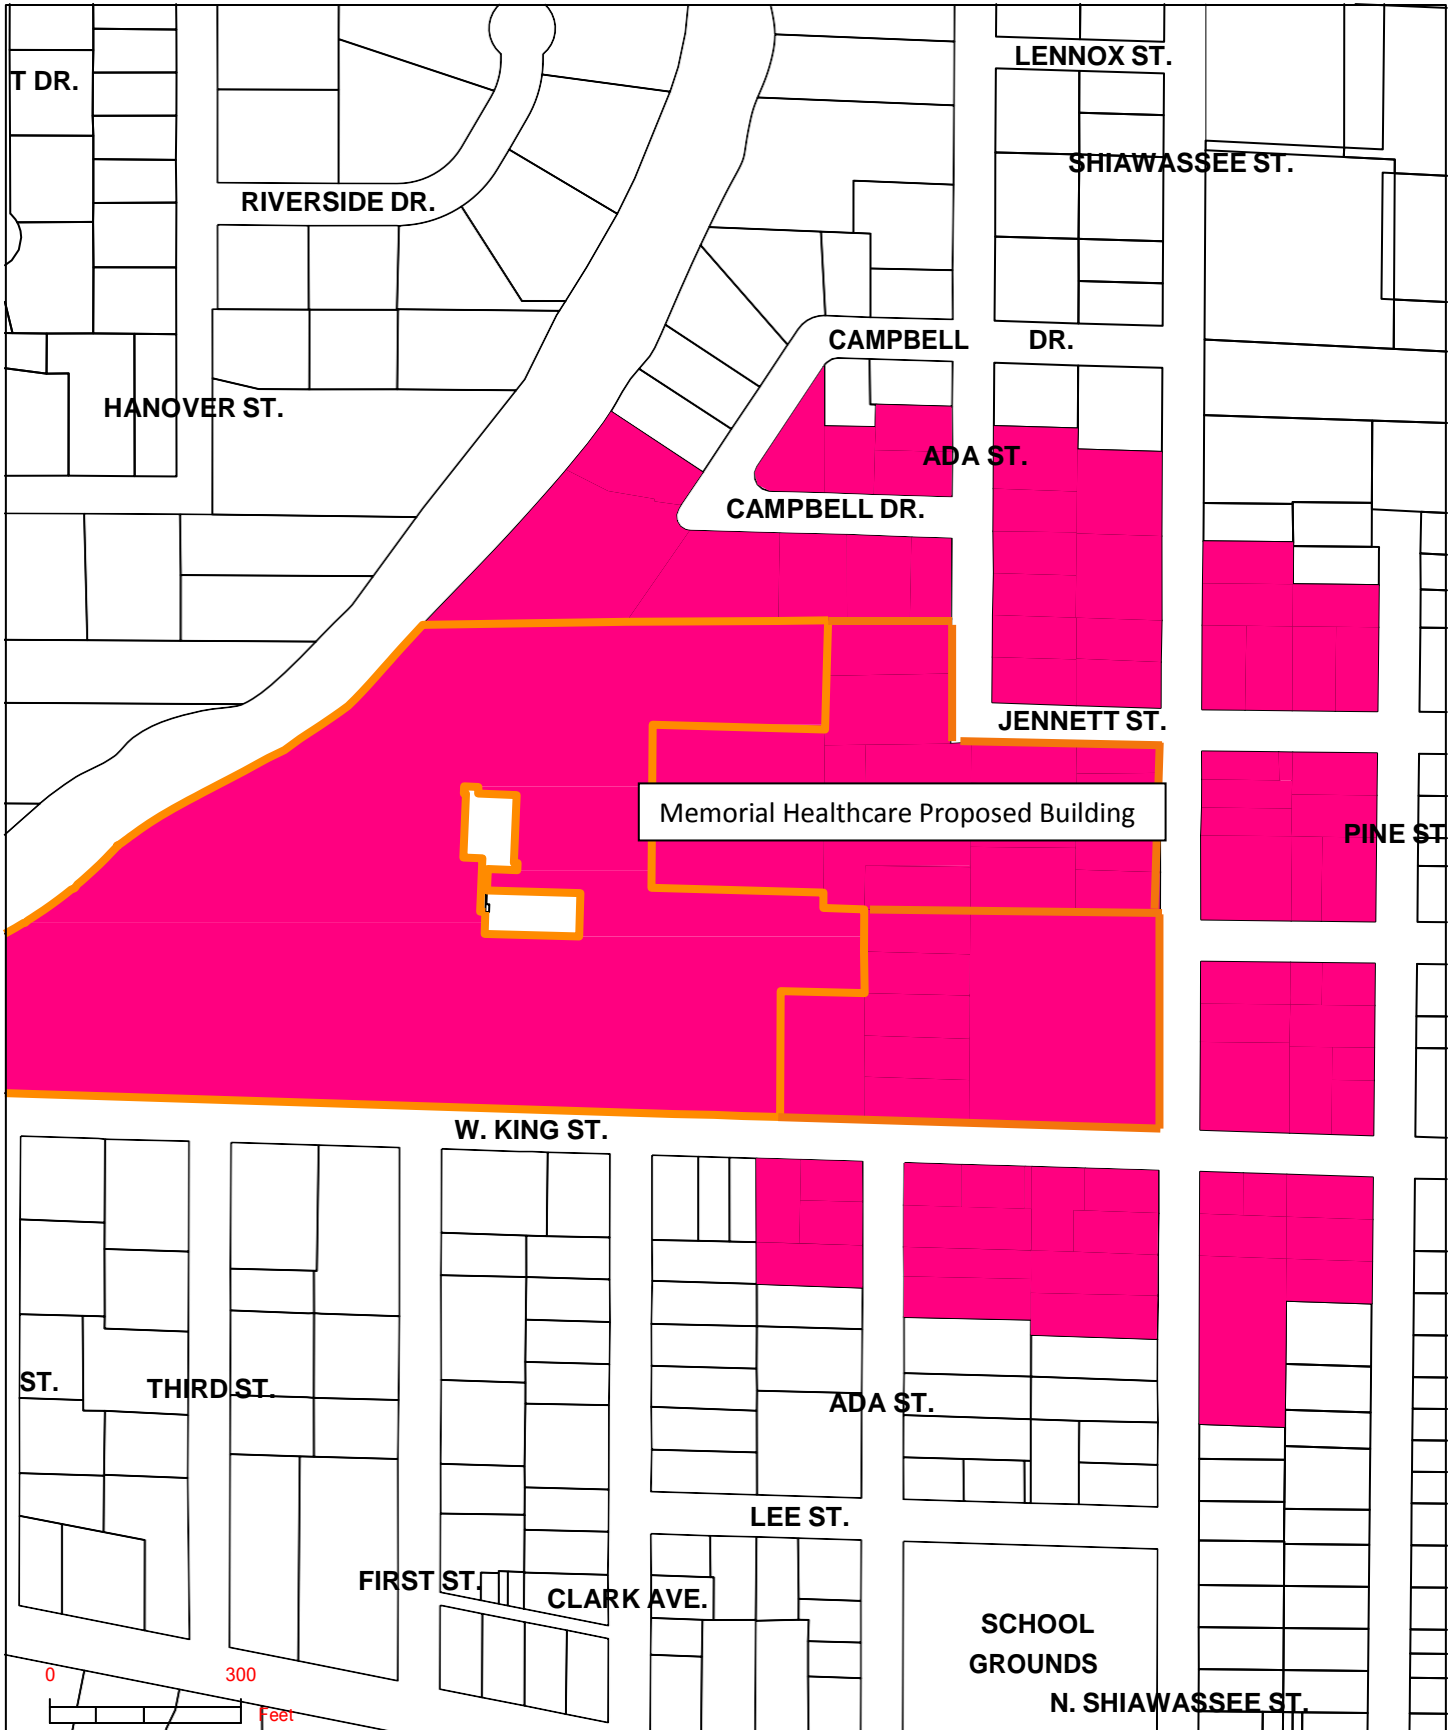 LENNOX ST.
T DR.
SHIAWASSEE ST.
RIVERSIDE DR.
CAMPBELL DR.
HANOVER ST.
ADA ST.
CAMPBELL DR.
JENNETT ST.
Memorial Healthcare Proposed Building
PINE ST
W. KING ST.
ST.
THIRD ST.
ADA ST.
LEE ST.
FIRST ST.
CLARK AVE.
SCHOOL
GROUNDS
0 300
N. SHIAWASSEE ST.
Feet